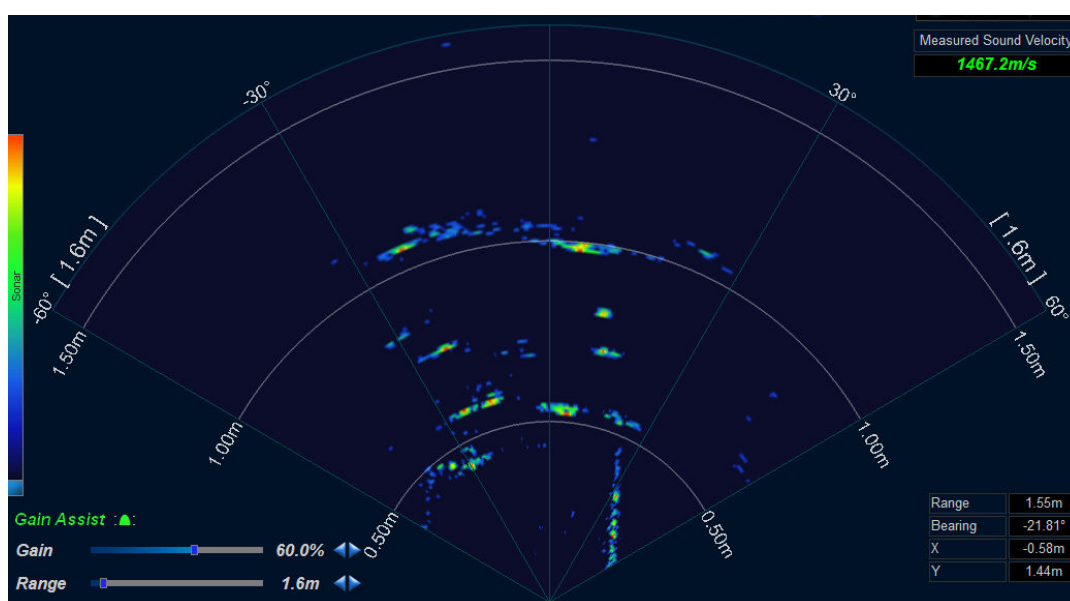 Measured Sound Velocity
1467.2m/s
-30°
30°
[ 1.6m ]
[ 1.6m ]
Sonar
-60°
60°
1.50m
1.50m
1.00m
1.00m
0.50m
0.50m
Gain Assist
Gain 60.0%
Range 1.6m
Range 1.55m
Bearing -21.81°
X -0.58m
Y 1.44m